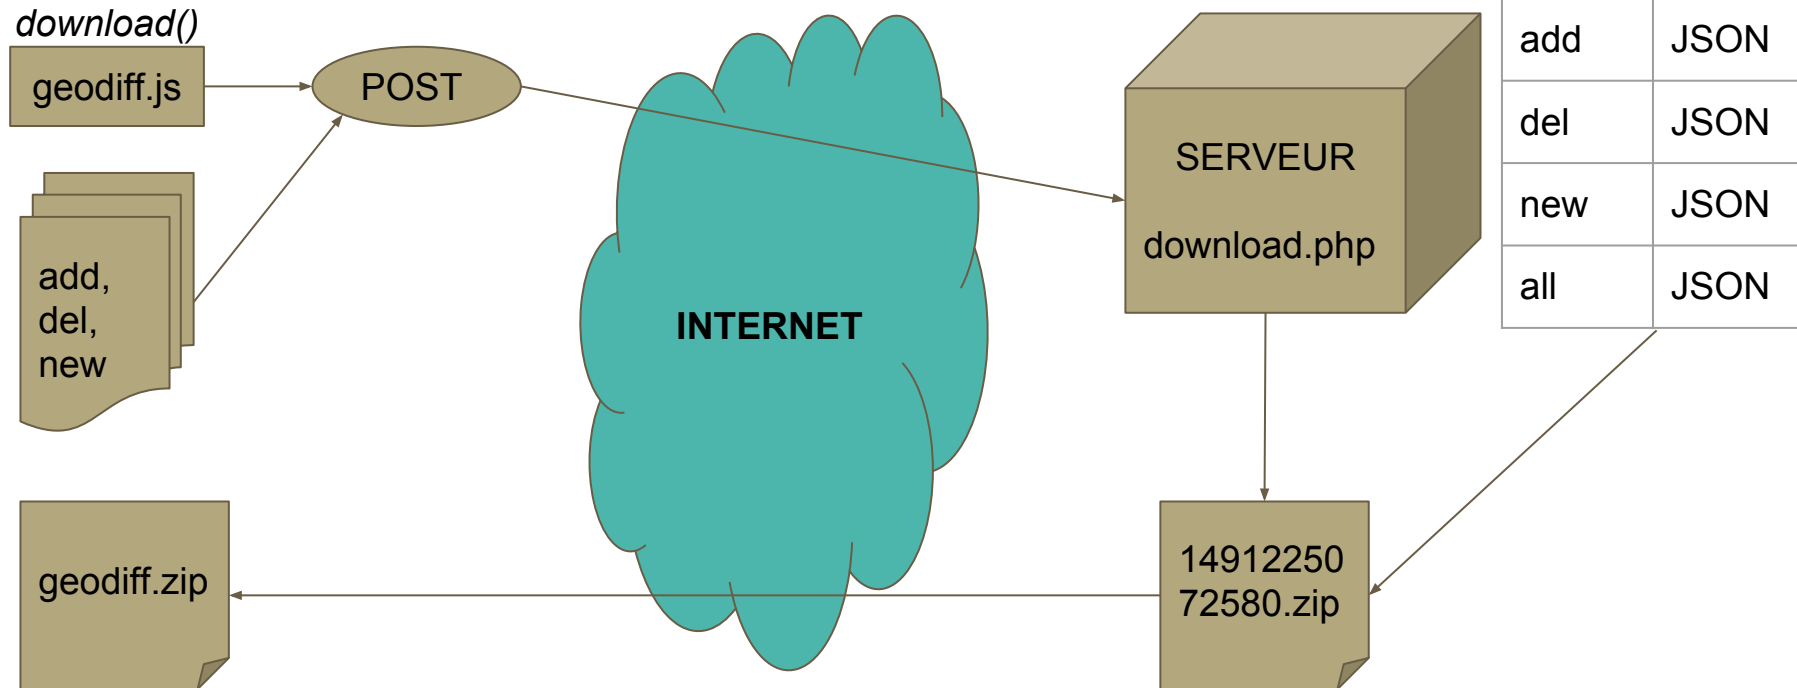 download()
geodiff.js
POST
add,
del,
new
INTERNET
SERVEUR
download.php
add JSON
del JSON
new JSON
all JSON
geodiff.zip
14912250
72580.zip